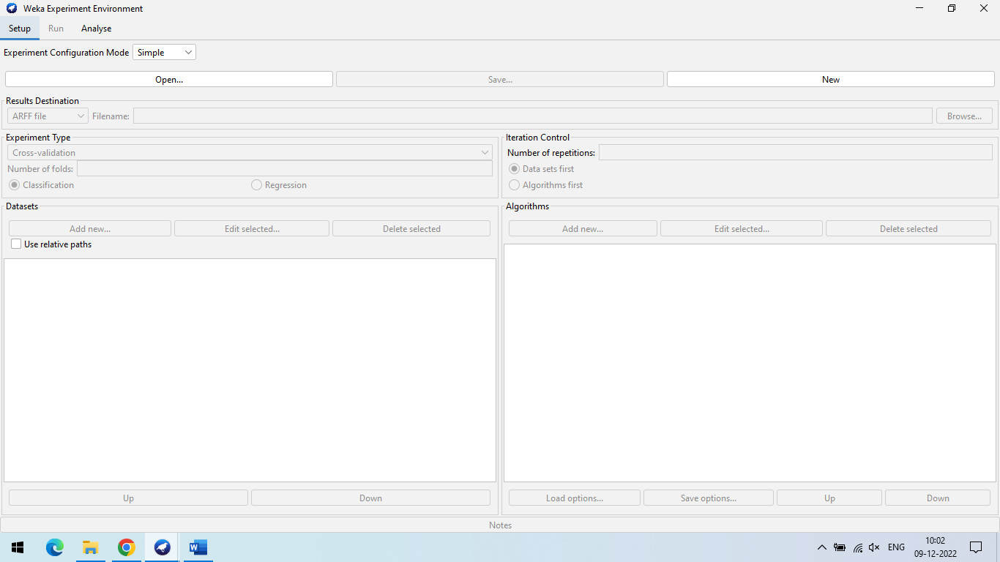 Weka Experiment Environment
Setup Run Analyse
Experiment Configuration Mode Simple
Open... Save... New
Results Destination
ARFF file Filename: Browse...
Experiment Type
Cross-validation
Number of folds:
Classification Regression
Iteration Control
Number of repetitions:
Data sets first
Algorithms first
Datasets
Add new... Edit selected... Delete selected
Use relative paths
Up Down
Algorithms
Add new... Edit selected... Delete selected
Load options... Save options... Up Down
Notes
W
ENG
10:02
09-12-2022